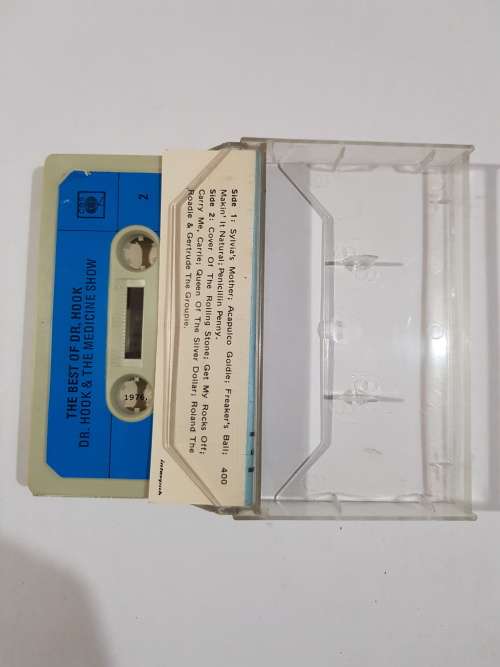 CBS
2
THE BEST OF DR. HOOK
DR. HOOK & THE MEDICINE SHOW
1976,
Side 1: Sylvia's Mother; Acapulco Goldie; Freaker's Ball; 400
Makin' It Natural; Penicillin Penny.
Side 2: Cover Of The Rolling Stone; Get My Rocks Off;
Carry Me, Carrie; Queen Of The Silver Dollar; Roland The
Roadie & Gertrude The Groupie.
interpak